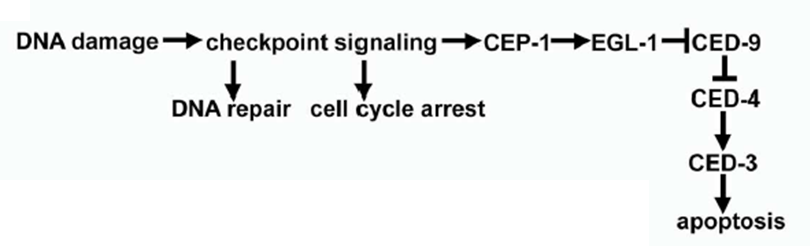 DNA damage checkpoint signaling CEP-1 EGL-1 CED-9
CED-4
DNA repair cell cycle arrest
CED-3
apoptosis